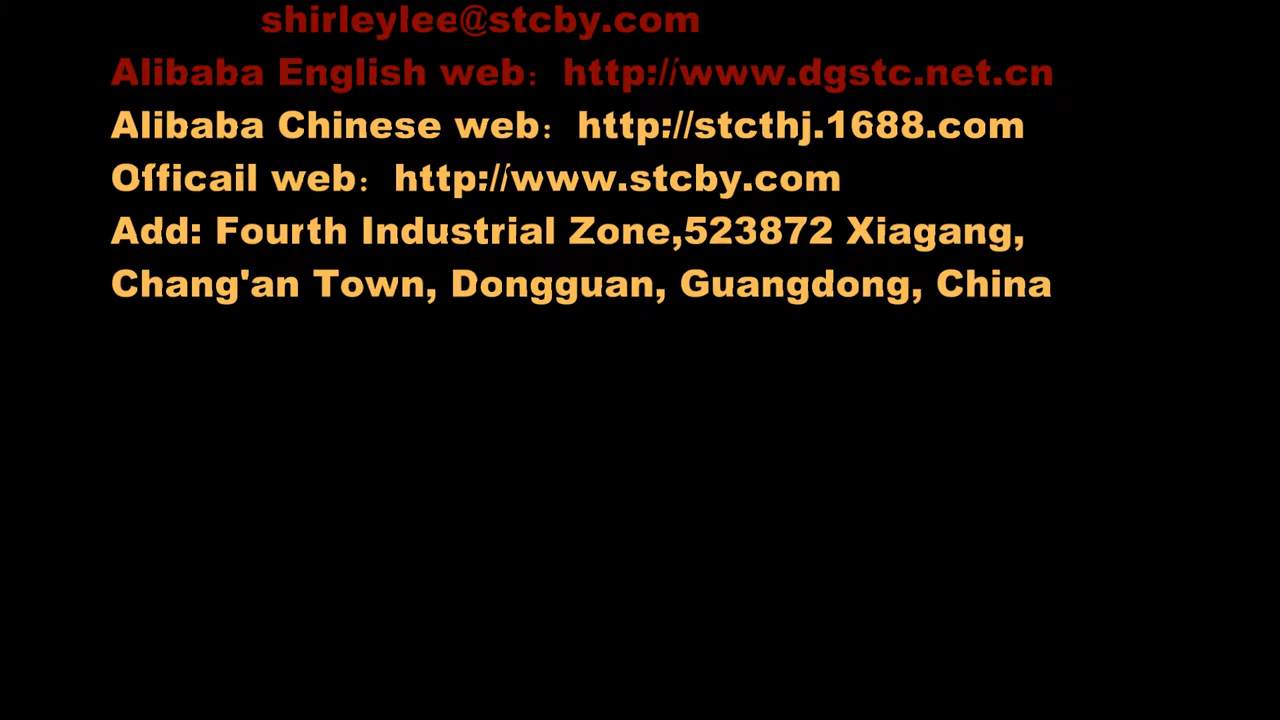 shirleylee@stcby.com
Alibaba English web：http://www.dgstc.net.cn
Alibaba Chinese web：http://stcthj.1688.com
Officail web：http://www.stcby.com
Add: Fourth Industrial Zone,523872 Xiagang,
Chang'an Town, Dongguan, Guangdong, China